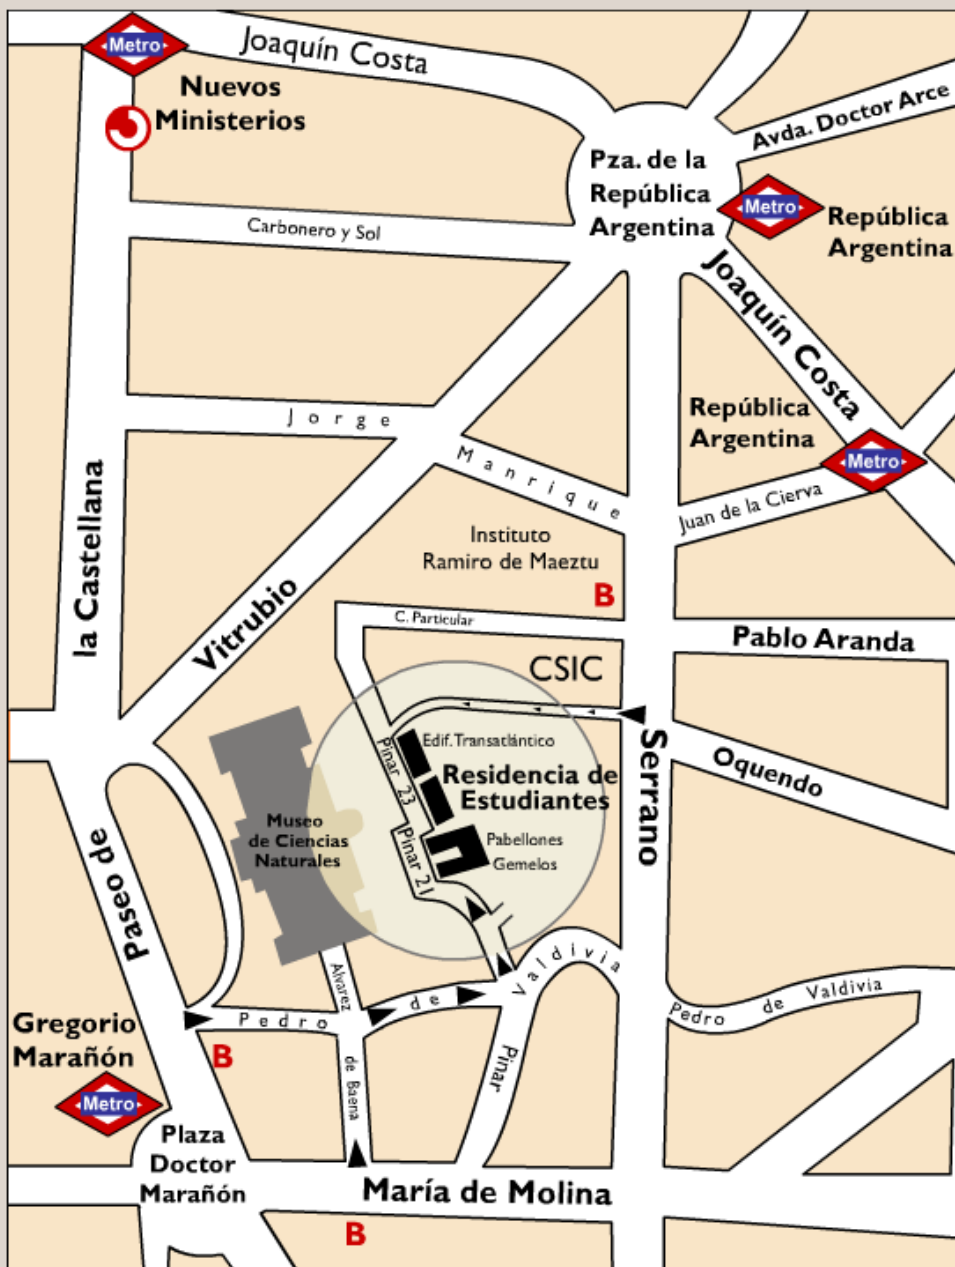 Metro
Joaquín Costa
Nuevos
Ministerios
Avda. Doctor Arce
Pza. de la
República
Argentina
Metro
República
Argentina
Carbonero y Sol
Joaquín Costa
Jorge
Manrique
República
Argentina
Metro
Juan de la Cierva
la Castellana
Vitrubio
Instituto
Ramiro de Maeztu
B
C. Particular
Pablo Aranda
CSIC
Edif. Transatlántico
Pinar 23
Residencia de
Estudiantes
Serrano
Oquendo
Museo
de Ciencias
Naturales
Pinar 21
Pabellones
Gemelos
Paseo de
Alvarez
de Baena
Pedro de Valdivia
Pedro de Valdivia
Gregorio
Marañón
B
Metro
Pinar
Plaza
Doctor
Marañón
María de Molina
B